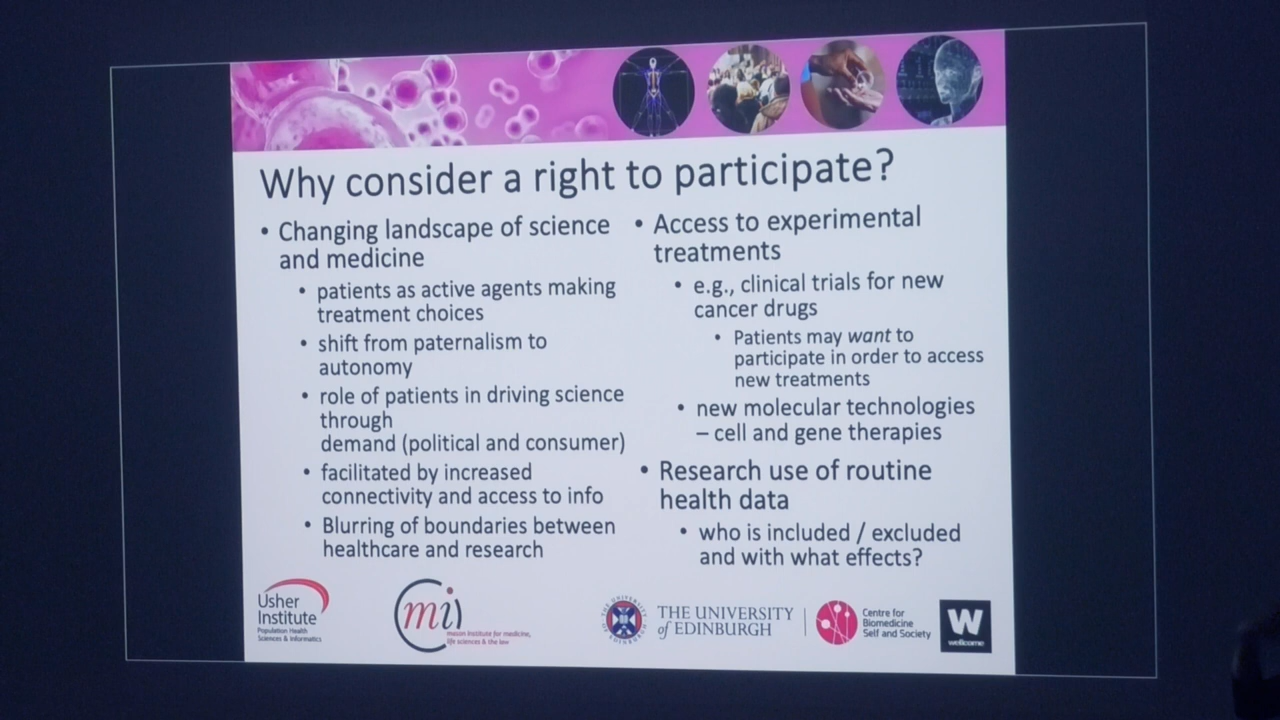 Why consider a right to participate?
• Changing landscape of science
and medicine
• patients as active agents making
treatment choices
• shift from paternalism to
autonomy
• role of patients in driving science
through
demand (political and consumer)
• facilitated by increased
connectivity and access to info
• Blurring of boundaries between
healthcare and research
• Access to experimental
treatments
• e.g., clinical trials for new
cancer drugs
• Patients may want to
participate in order to access
new treatments
• new molecular technologies
– cell and gene therapies
• Research use of routine
health data
• who is included / excluded
and with what effects?
Usher
Institute
Population Health
Sciences & Informatics
mi
mason institute for medicine,
life sciences & the law
THE UNIVERSITY
of EDINBURGH
THE UNIVERSITY
OF EDINBURGH
Centre for
Biomedicine
Self and Society
W
wellcome